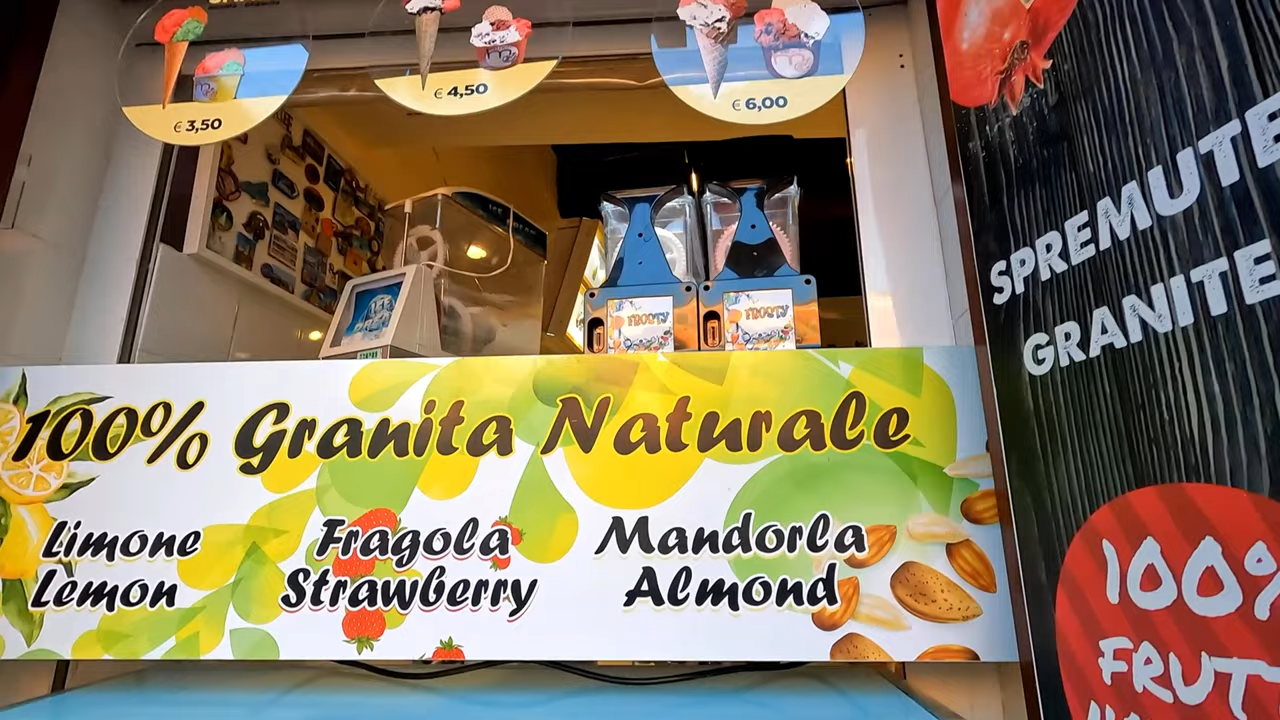 € 3,50
€ 4,50
€ 6,00
FROSTY
FROSTY
SPREMUTE
GRANITE
100% Granita Naturale
Limone
Lemon
Fragola
Strawberry
Mandorla
Almond
100%
FRUT